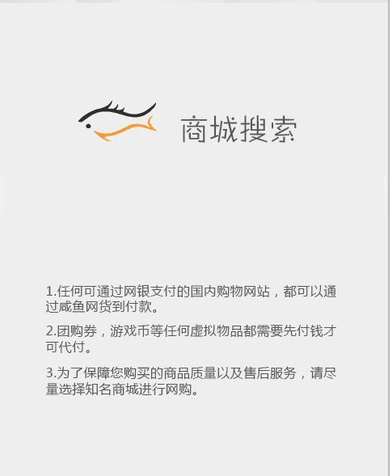 商城搜索
1.任何可通过网银支付的国内购物网站，都可以通
过咸鱼网货到付款。
2.团购券，游戏币等任何虚拟物品都需要先付钱才
可代付。
3.为了保障您购买的商品质量以及售后服务，请尽
量选择知名商城进行网购。